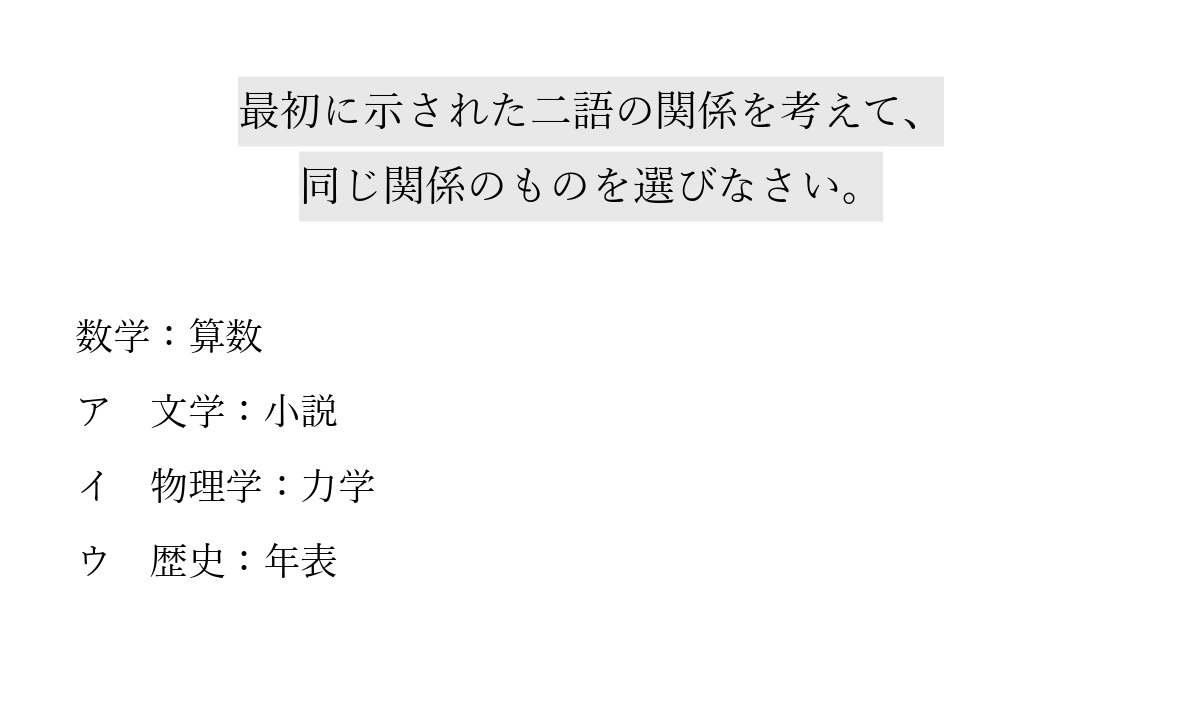 最初に示された二語の関係を考えて、
同じ関係のものを選びなさい。
数学：算数
ア　文学：小説
イ　物理学：力学
ウ　歴史：年表